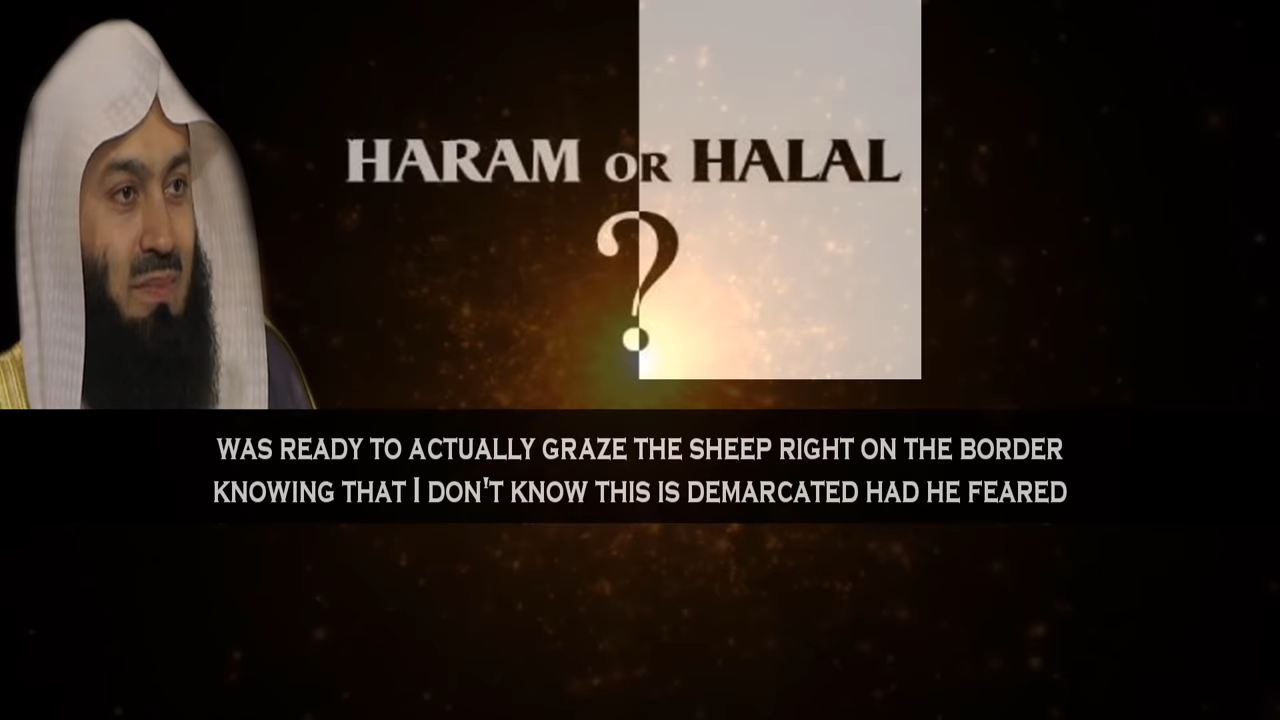 HARAM OR HALAL
?
WAS READY TO ACTUALLY GRAZE THE SHEEP RIGHT ON THE BORDER
KNOWING THAT I DON'T KNOW THIS IS DEMARCATED HAD HE FEARED